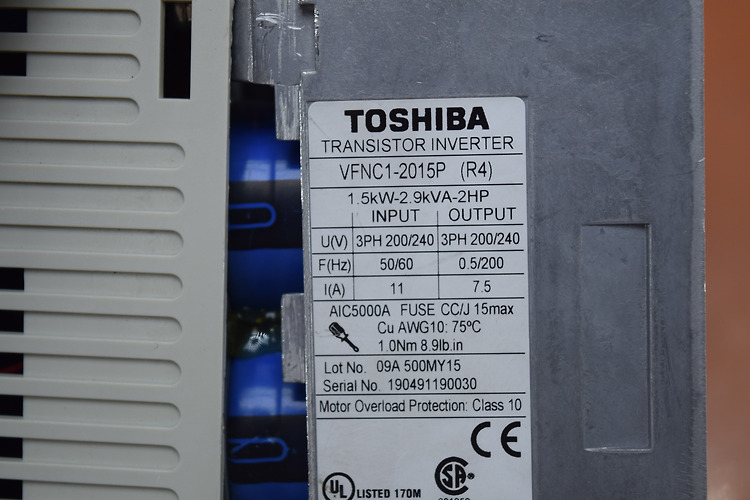 TOSHIBA
TRANSISTOR INVERTER
VFNC1-2015P (R4)
1.5kW-2.9kVA-2HP
INPUT OUTPUT
U(V) 3PH 200/240 3PH 200/240
F(Hz) 50/60 0.5/200
I(A) 11 7.5
AIC5000A FUSE CC/J 15max
Cu AWG10: 75ºC
1.0Nm 8.9lb.in
Lot No. 09A 500MY15
Serial No. 190491190030
Motor Overload Protection: Class 10
CE
UL LISTED 170M SA